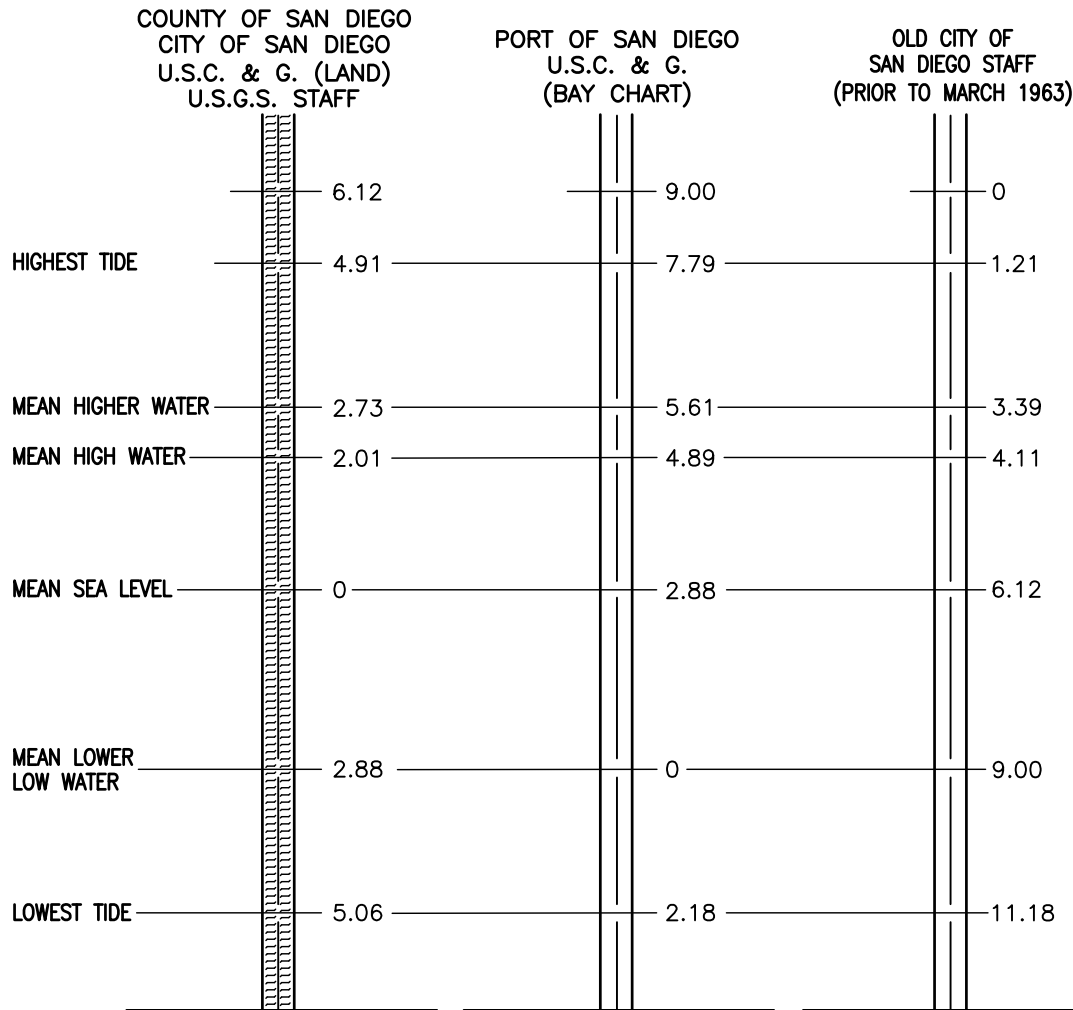 COUNTY OF SAN DIEGO
CITY OF SAN DIEGO
U.S.C. & G. (LAND)
U.S.G.S. STAFF
PORT OF SAN DIEGO
U.S.C. & G.
(BAY CHART)
OLD CITY OF
SAN DIEGO STAFF
(PRIOR TO MARCH 1963)
6.12 9.00 0
HIGHEST TIDE 4.91 7.79 1.21
MEAN HIGHER WATER 2.73 5.61 3.39
MEAN HIGH WATER 2.01 4.89 4.11
MEAN SEA LEVEL 0 2.88 6.12
MEAN LOWER
LOW WATER 2.88 0 9.00
LOWEST TIDE 5.06 2.18 11.18